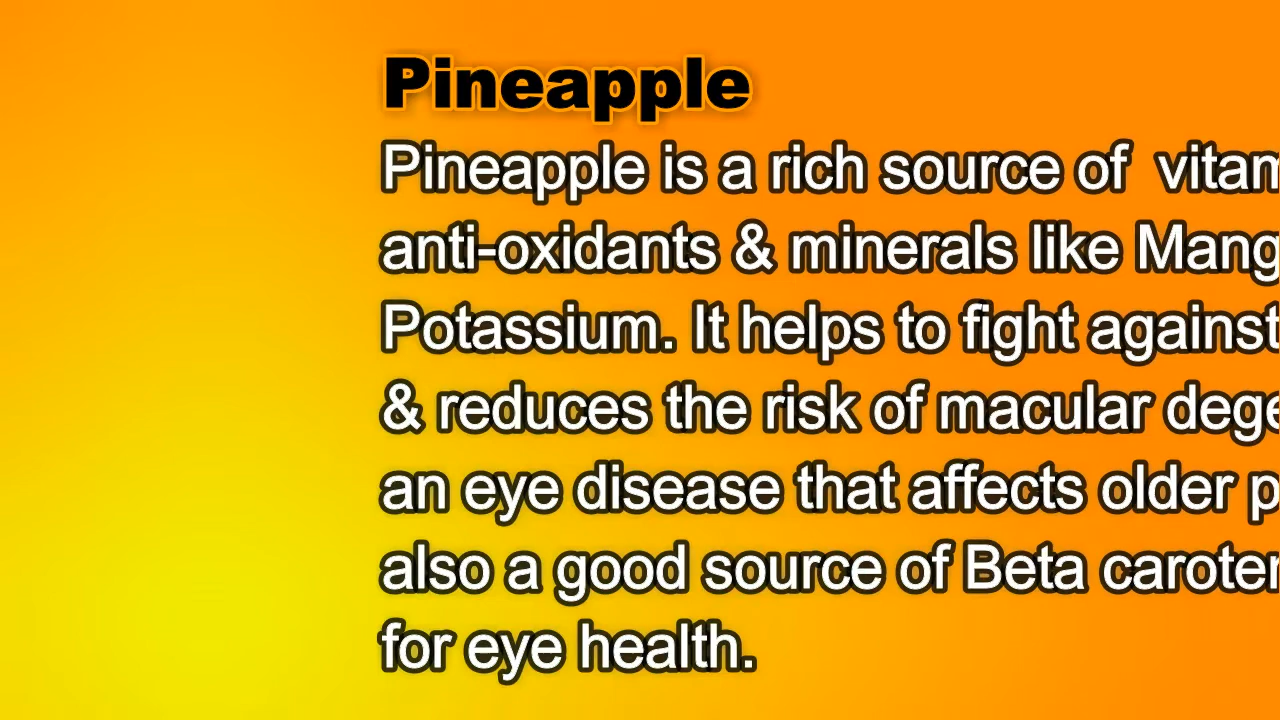 Pineapple
Pineapple is a rich source of vitam
anti-oxidants & minerals like Mang
Potassium. It helps to fight against
& reduces the risk of macular dege
an eye disease that affects older p
also a good source of Beta caroten
for eye health.